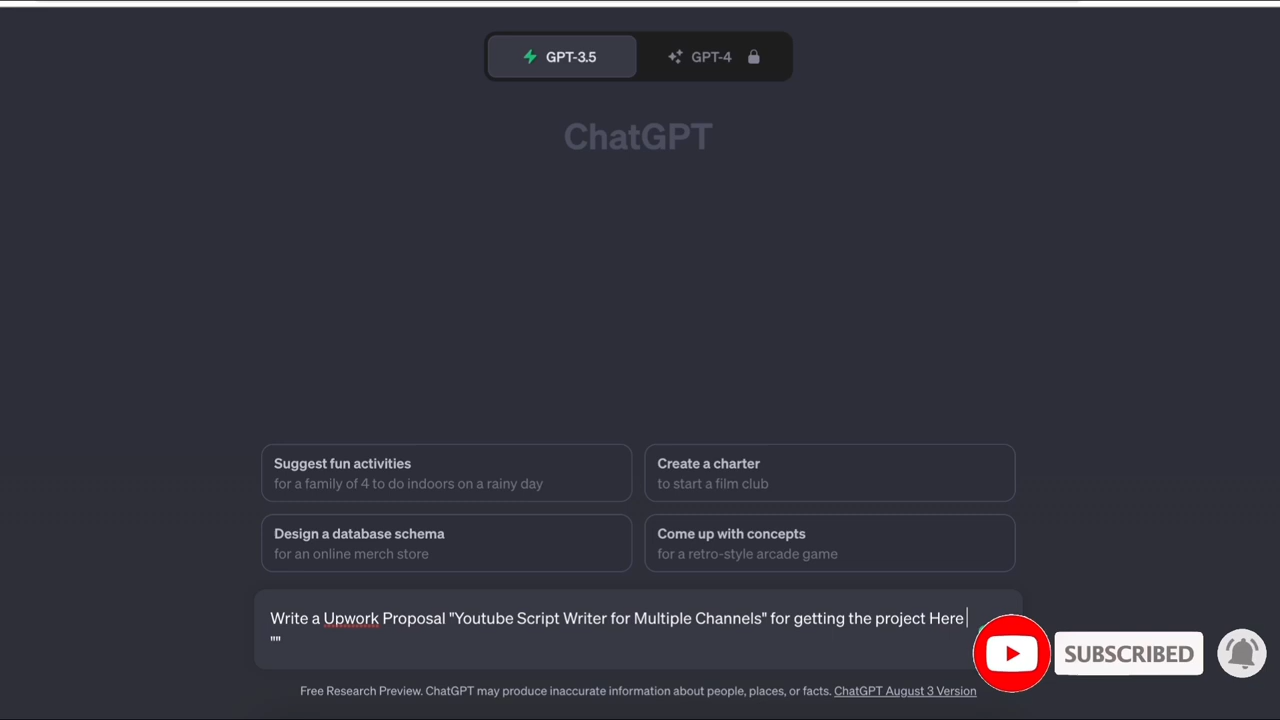 GPT-3.5
GPT-4
ChatGPT
Suggest fun activities
for a family of 4 to do indoors on a rainy day
Create a charter
to start a film club
Design a database schema
for an online merch store
Come up with concepts
for a retro-style arcade game
Write a Upwork Proposal "Youtube Script Writer for Multiple Channels" for getting the project Here
""
SUBSCRIBED
Free Research Preview. ChatGPT may produce inaccurate information about people, places, or facts. ChatGPT August 3 Version